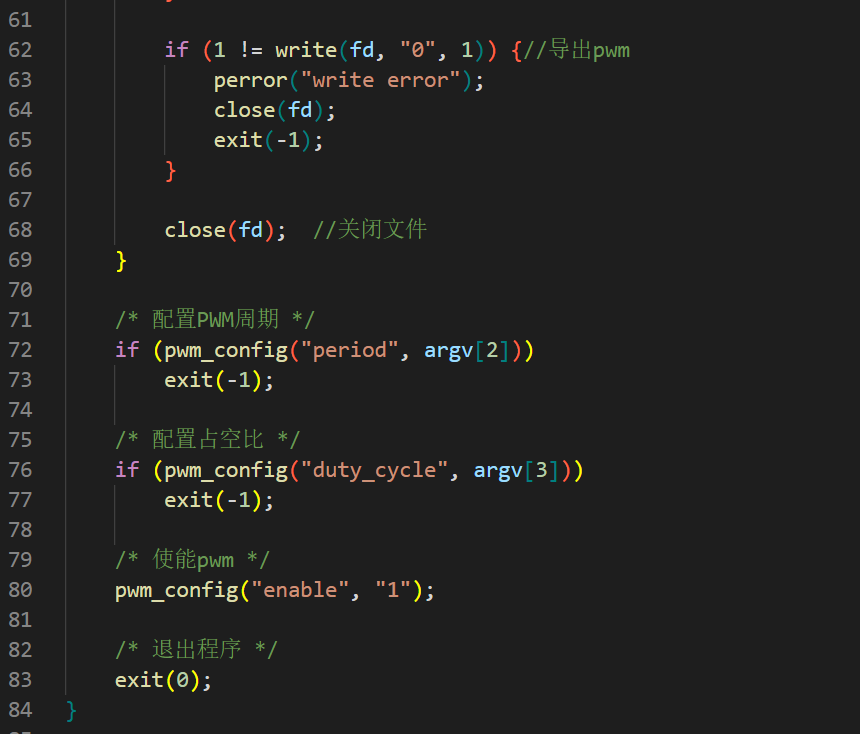 61
62 if (1 != write(fd, "0", 1)) {//导出pwm
63 perror("write error");
64 close(fd);
65 exit(-1);
66 }
67
68 close(fd);  //关闭文件
69 }
70
71 /* 配置PWM周期 */
72 if (pwm_config("period", argv[2]))
73 exit(-1);
74
75 /* 配置占空比 */
76 if (pwm_config("duty_cycle", argv[3]))
77 exit(-1);
78
79 /* 使能pwm */
80 pwm_config("enable", "1");
81
82 /* 退出程序 */
83 exit(0);
84 }